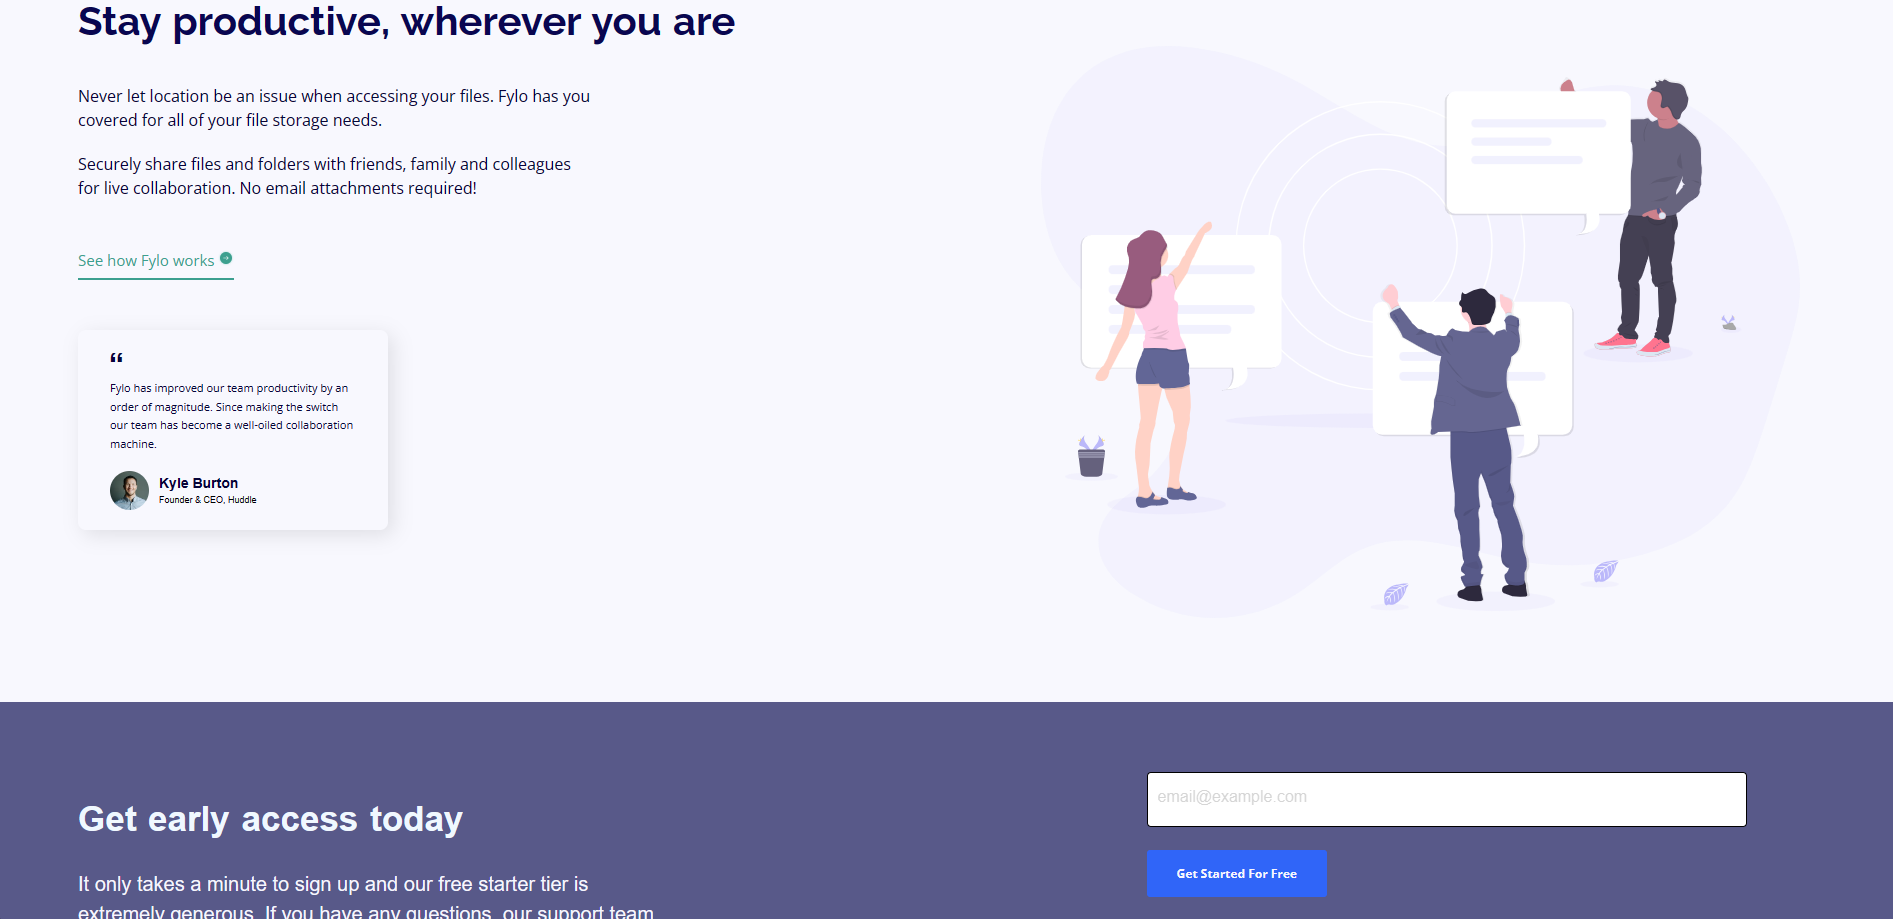 Stay productive, wherever you are
Never let location be an issue when accessing your files. Fylo has you
covered for all of your file storage needs.
Securely share files and folders with friends, family and colleagues
for live collaboration. No email attachments required!
See how Fylo works
“
Fylo has improved our team productivity by an
order of magnitude. Since making the switch
our team has become a well-oiled collaboration
machine.
Kyle Burton
Founder & CEO, Huddle
Get early access today
It only takes a minute to sign up and our free starter tier is
extremely generous. If you have any questions, our support team
email@example.com
Get Started For Free